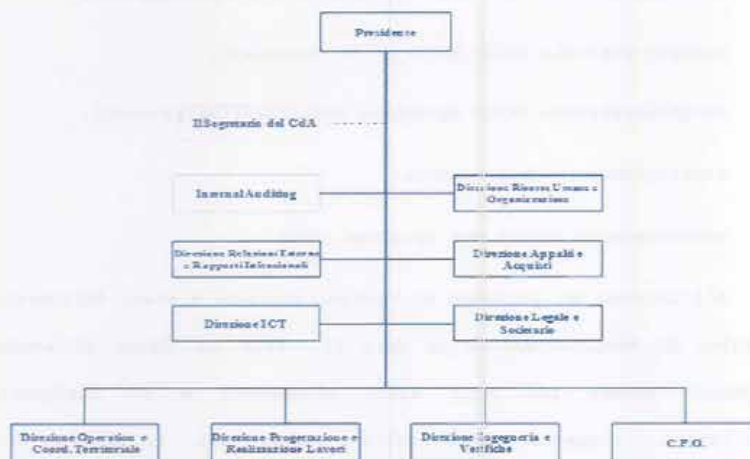 Presidente
Il Segretario del CdA
Internal Auditing
Direzione Risorse Umane e
Organizzazione
Direzione Relazioni Esterne
e Rapporti Istituzionali
Direzione Appalti e
Acquisti
Direzione ICT
Direzione Legale e
Societario
Direzione Operation e
Coord. Territoriale
Direzione Progettazione e
Realizzazione Lavori
Direzione Ingegneria e
Verifiche
C.F.O.